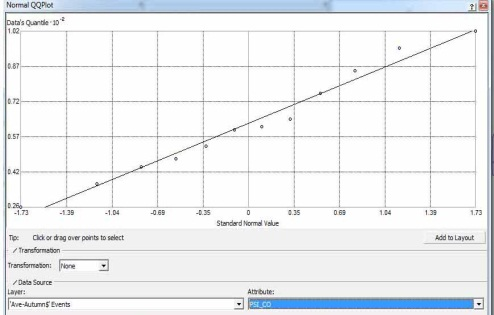 Normal QQPlot
Data's Quantile · 10 -2
1.02
0.87
0.72
0.57
0.42
0.26
-1.73 -1.39 -1.04 -0.69 -0.35 0 0.35 0.69 1.04 1.39 1.73
Standard Normal Value
Tip: Click or drag over points to select
Add to Layout
Transformation
Transformation: None
Data Source
Layer: Attribute:
'Ave-Autumn$' Events PSI_CO